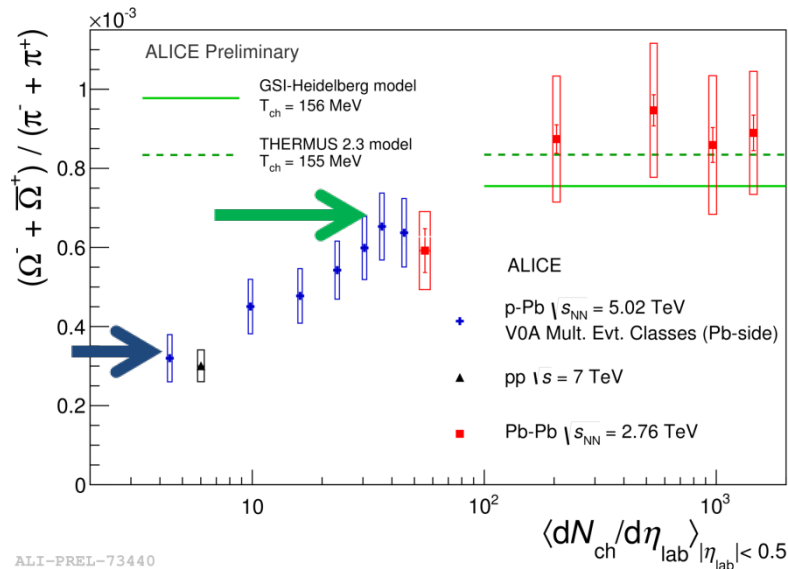 ×10⁻³
ALICE Preliminary
GSI-Heidelberg model
T_ch = 156 MeV
THERMUS 2.3 model
T_ch = 155 MeV
(Ω⁻ + Ω̅⁺) / (π⁻ + π⁺)
1
0.8
0.6
0.4
0.2
0
ALICE
p-Pb √s_NN = 5.02 TeV
V0A Mult. Evt. Classes (Pb-side)
pp √s = 7 TeV
Pb-Pb √s_NN = 2.76 TeV
10 10² 10³
⟨dN_ch/dη_lab⟩_|η_lab|< 0.5
ALI-PREL-73440